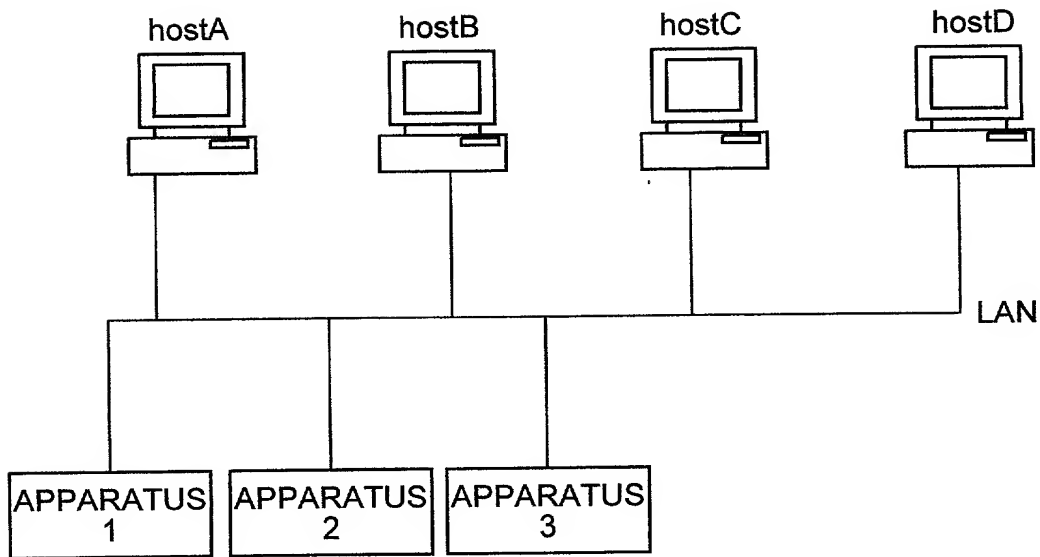 hostA
hostB
hostC
hostD
LAN
APPARATUS
1
APPARATUS
2
APPARATUS
3